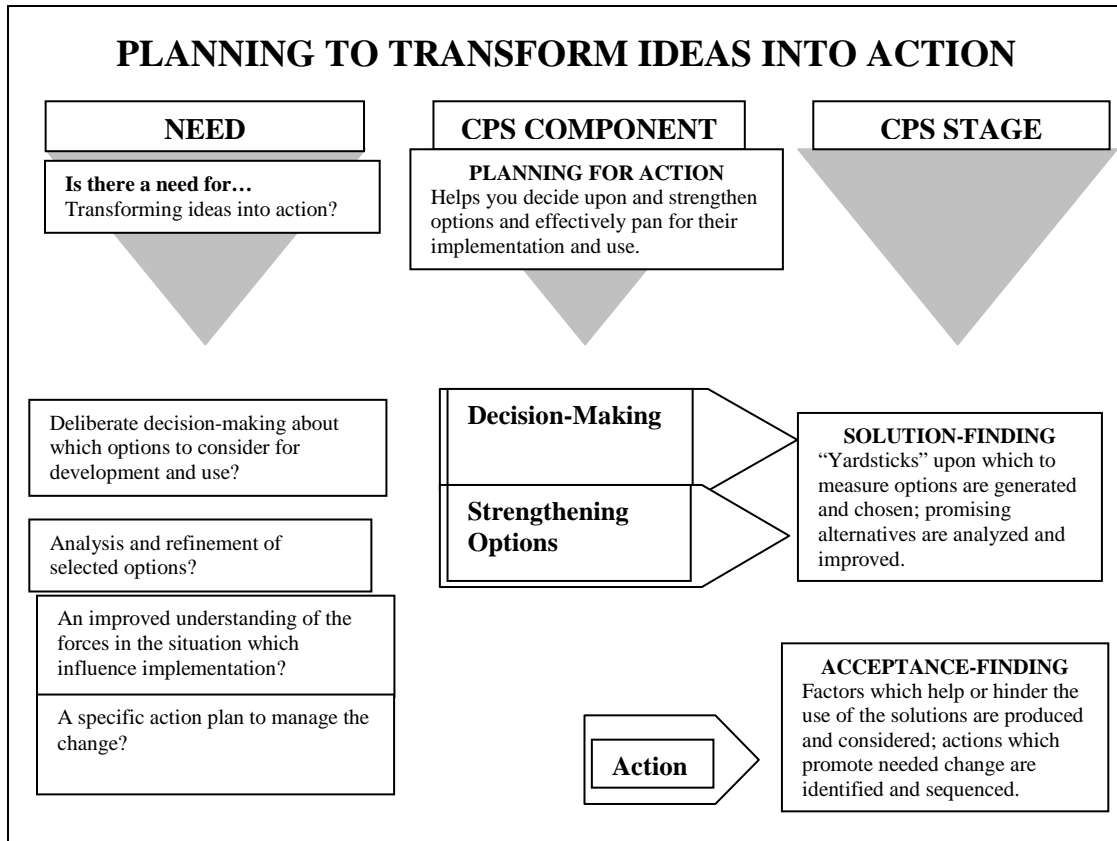 PLANNING TO TRANSFORM IDEAS INTO ACTION
NEED
Is there a need for…
Transforming ideas into action?
CPS COMPONENT
PLANNING FOR ACTION
Helps you decide upon and strengthen
options and effectively pan for their
implementation and use.
CPS STAGE
Deliberate decision-making about
which options to consider for
development and use?
Analysis and refinement of
selected options?
An improved understanding of the
forces in the situation which
influence implementation?
A specific action plan to manage the
change?
Decision-Making
Strengthening
Options
Action
SOLUTION-FINDING
“Yardsticks” upon which to
measure options are generated
and chosen; promising
alternatives are analyzed and
improved.
ACCEPTANCE-FINDING
Factors which help or hinder the
use of the solutions are produced
and considered; actions which
promote needed change are
identified and sequenced.